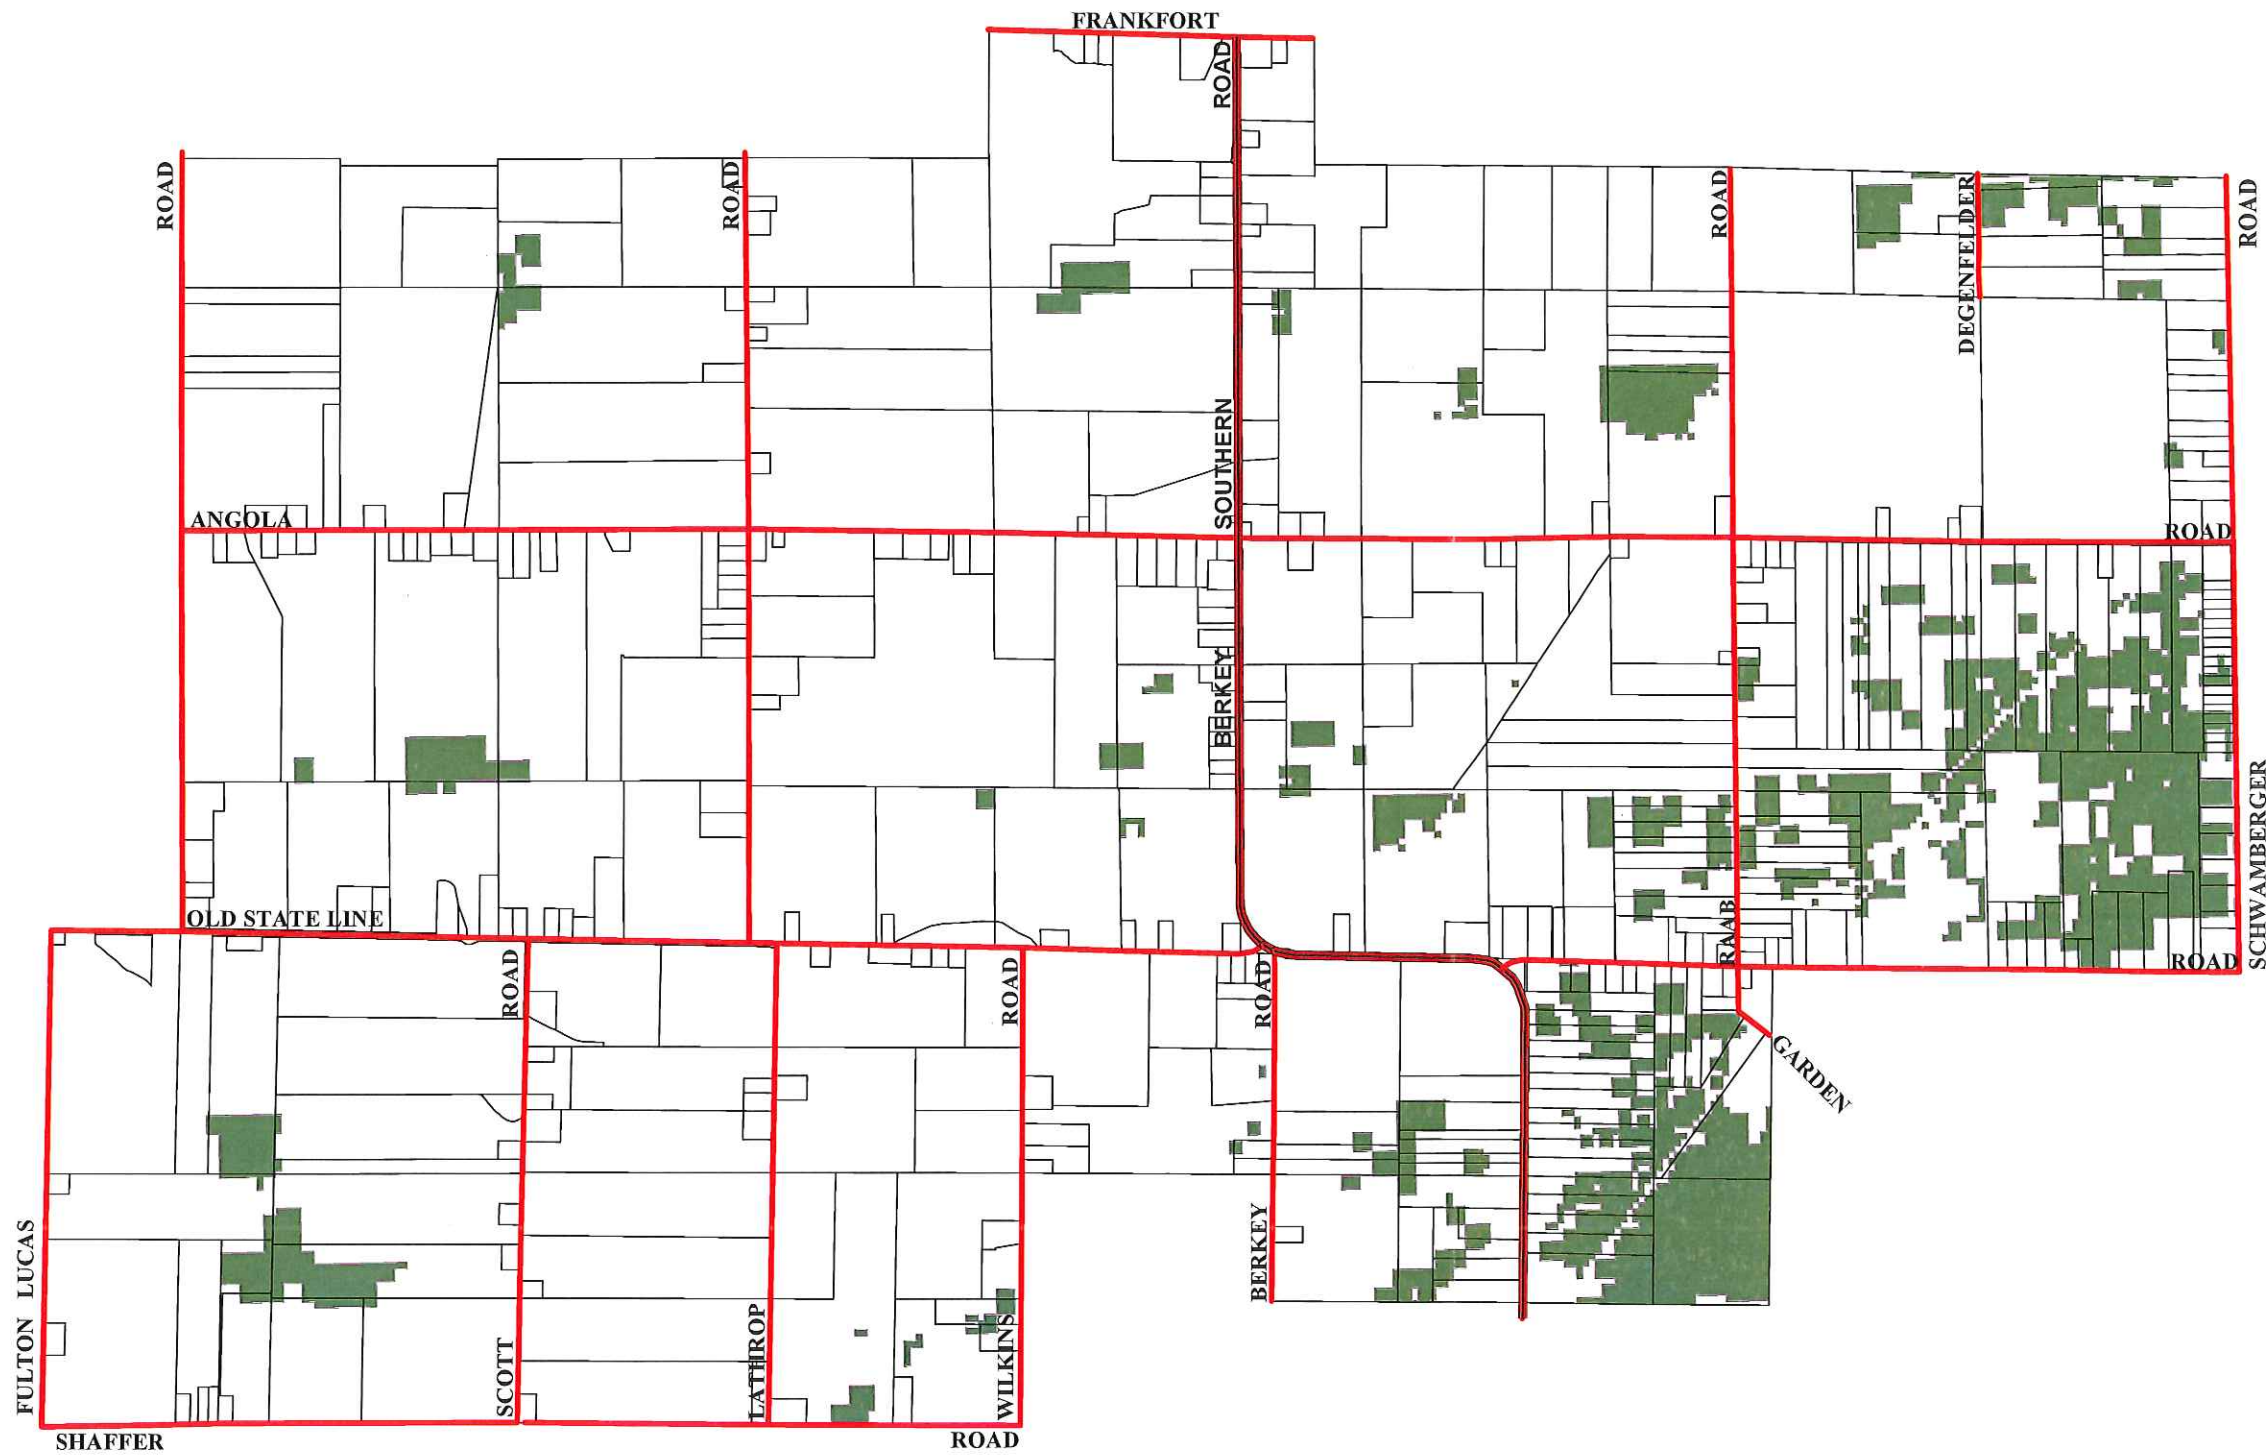 FRANKFORT
ROAD
ROAD
ROAD
ROAD
DEGENFELDER
ROAD
SOUTHERN
ANGOLA
ROAD
BERKEY
SCHWAMBERGER
OLD STATE LINE
RAAB
ROAD
ROAD
ROAD
ROAD
GARDEN
FULTON LUCAS
SCOTT
LATHROP
WILKINS
BERKEY
SHAFFER
ROAD